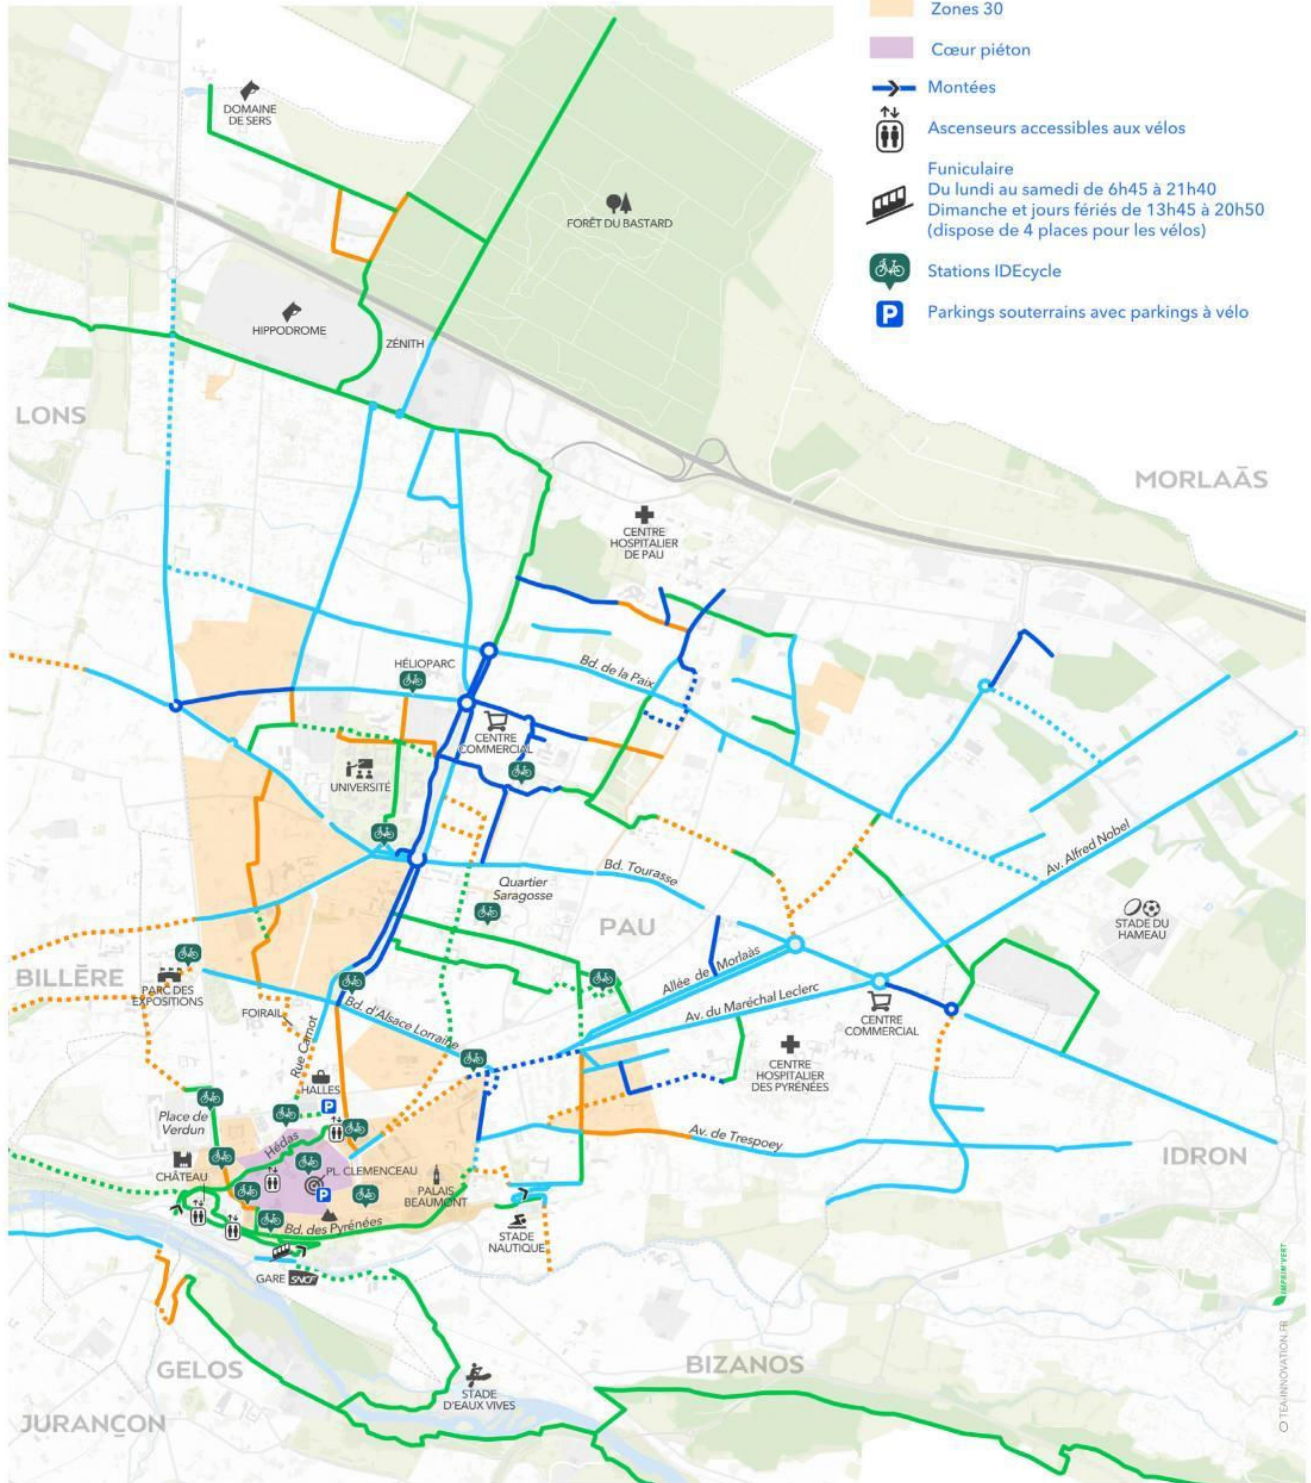 Zones 30
Cœur piéton
Montées
Ascenseurs accessibles aux vélos
Funiculaire
Du lundi au samedi de 6h45 à 21h40
Dimanche et jours fériés de 13h45 à 20h50
(dispose de 4 places pour les vélos)
Stations IDEcycle
P
Parkings souterrains avec parkings à vélo
DOMAINE
DE SERS
FORÊT DU BASTARD
HIPPODROME
ZÉNITH
LONS
MORLAÃS
CENTRE
HOSPITALIER
DE PAU
HÉLIOPARC
Bd. de la Paix
CENTRE
COMMERCIAL
UNIVERSITÉ
Av. Alfred Nobel
Bd. Tourasse
Quartier
Saragosse
PAU
STADE DU
HAMEAU
BILLÈRE
PARC DES
EXPOSITIONS
Allée de Morlaàs
Av. du Maréchal Leclerc
FOIRAIL
Bd. d'Alsace Lorraine
CENTRE
COMMERCIAL
Rue Carnot
CENTRE
HOSPITALIER
DES PYRÉNÉES
HALLES
P
Place de
Verdun
Hédas
Av. de Trespoey
IDRON
CHÂTEAU
PL. CLEMENCEAU
P
PALAIS
BEAUMONT
Bd. des Pyrénées
STADE
NAUTIQUE
GARE SNCF
IMPRIM'VERT
GELOS
BIZANOS
STADE
D'EAUX VIVES
JURANÇON
© TEA-INNOVATION.FR